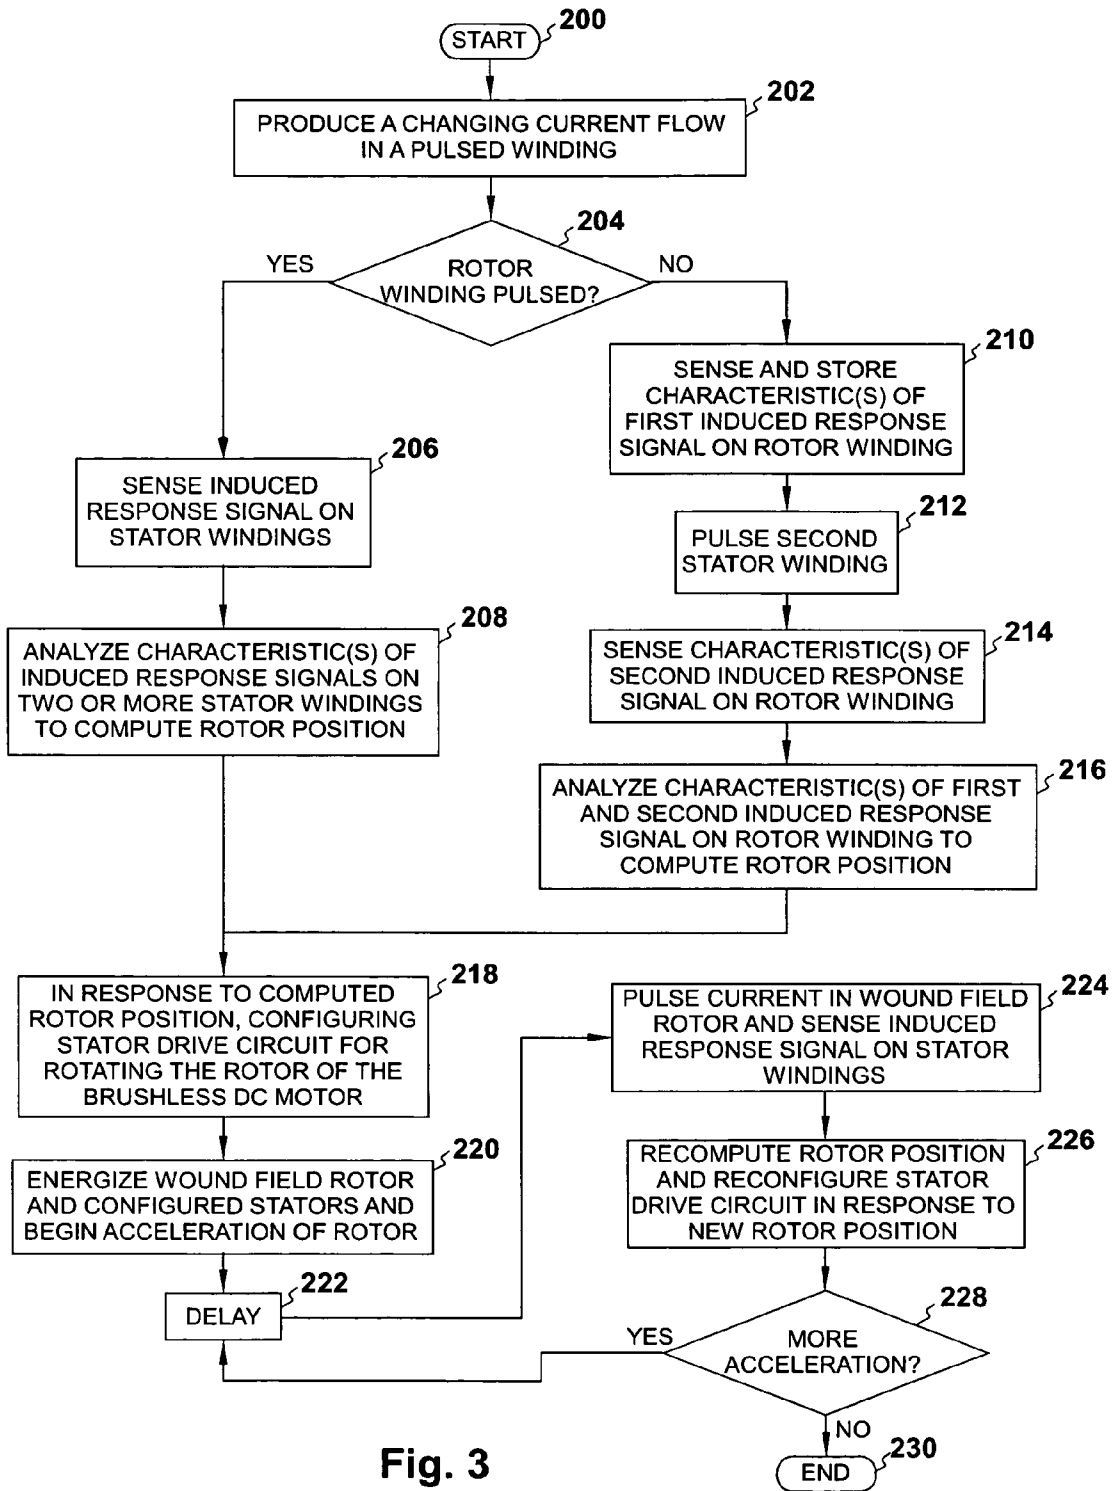 START
200
PRODUCE A CHANGING CURRENT FLOW
IN A PULSED WINDING
202
ROTOR
WINDING PULSED?
204
YES
NO
SENSE INDUCED
RESPONSE SIGNAL ON
STATOR WINDINGS
206
ANALYZE CHARACTERISTIC(S) OF
INDUCED RESPONSE SIGNALS ON
TWO OR MORE STATOR WINDINGS
TO COMPUTE ROTOR POSITION
208
SENSE AND STORE
CHARACTERISTIC(S) OF
FIRST INDUCED RESPONSE
SIGNAL ON ROTOR WINDING
210
PULSE SECOND
STATOR WINDING
212
SENSE CHARACTERISTIC(S) OF
SECOND INDUCED RESPONSE
SIGNAL ON ROTOR WINDING
214
ANALYZE CHARACTERISTIC(S) OF FIRST
AND SECOND INDUCED RESPONSE
SIGNAL ON ROTOR WINDING TO
COMPUTE ROTOR POSITION
216
IN RESPONSE TO COMPUTED
ROTOR POSITION, CONFIGURING
STATOR DRIVE CIRCUIT FOR
ROTATING THE ROTOR OF THE
BRUSHLESS DC MOTOR
218
ENERGIZE WOUND FIELD ROTOR
AND CONFIGURED STATORS AND
BEGIN ACCELERATION OF ROTOR
220
DELAY
222
PULSE CURRENT IN WOUND FIELD
ROTOR AND SENSE INDUCED
RESPONSE SIGNAL ON STATOR
WINDINGS
224
RECOMPUTE ROTOR POSITION
AND RECONFIGURE STATOR
DRIVE CIRCUIT IN RESPONSE TO
NEW ROTOR POSITION
226
MORE
ACCELERATION?
228
YES
NO
END
230
Fig. 3